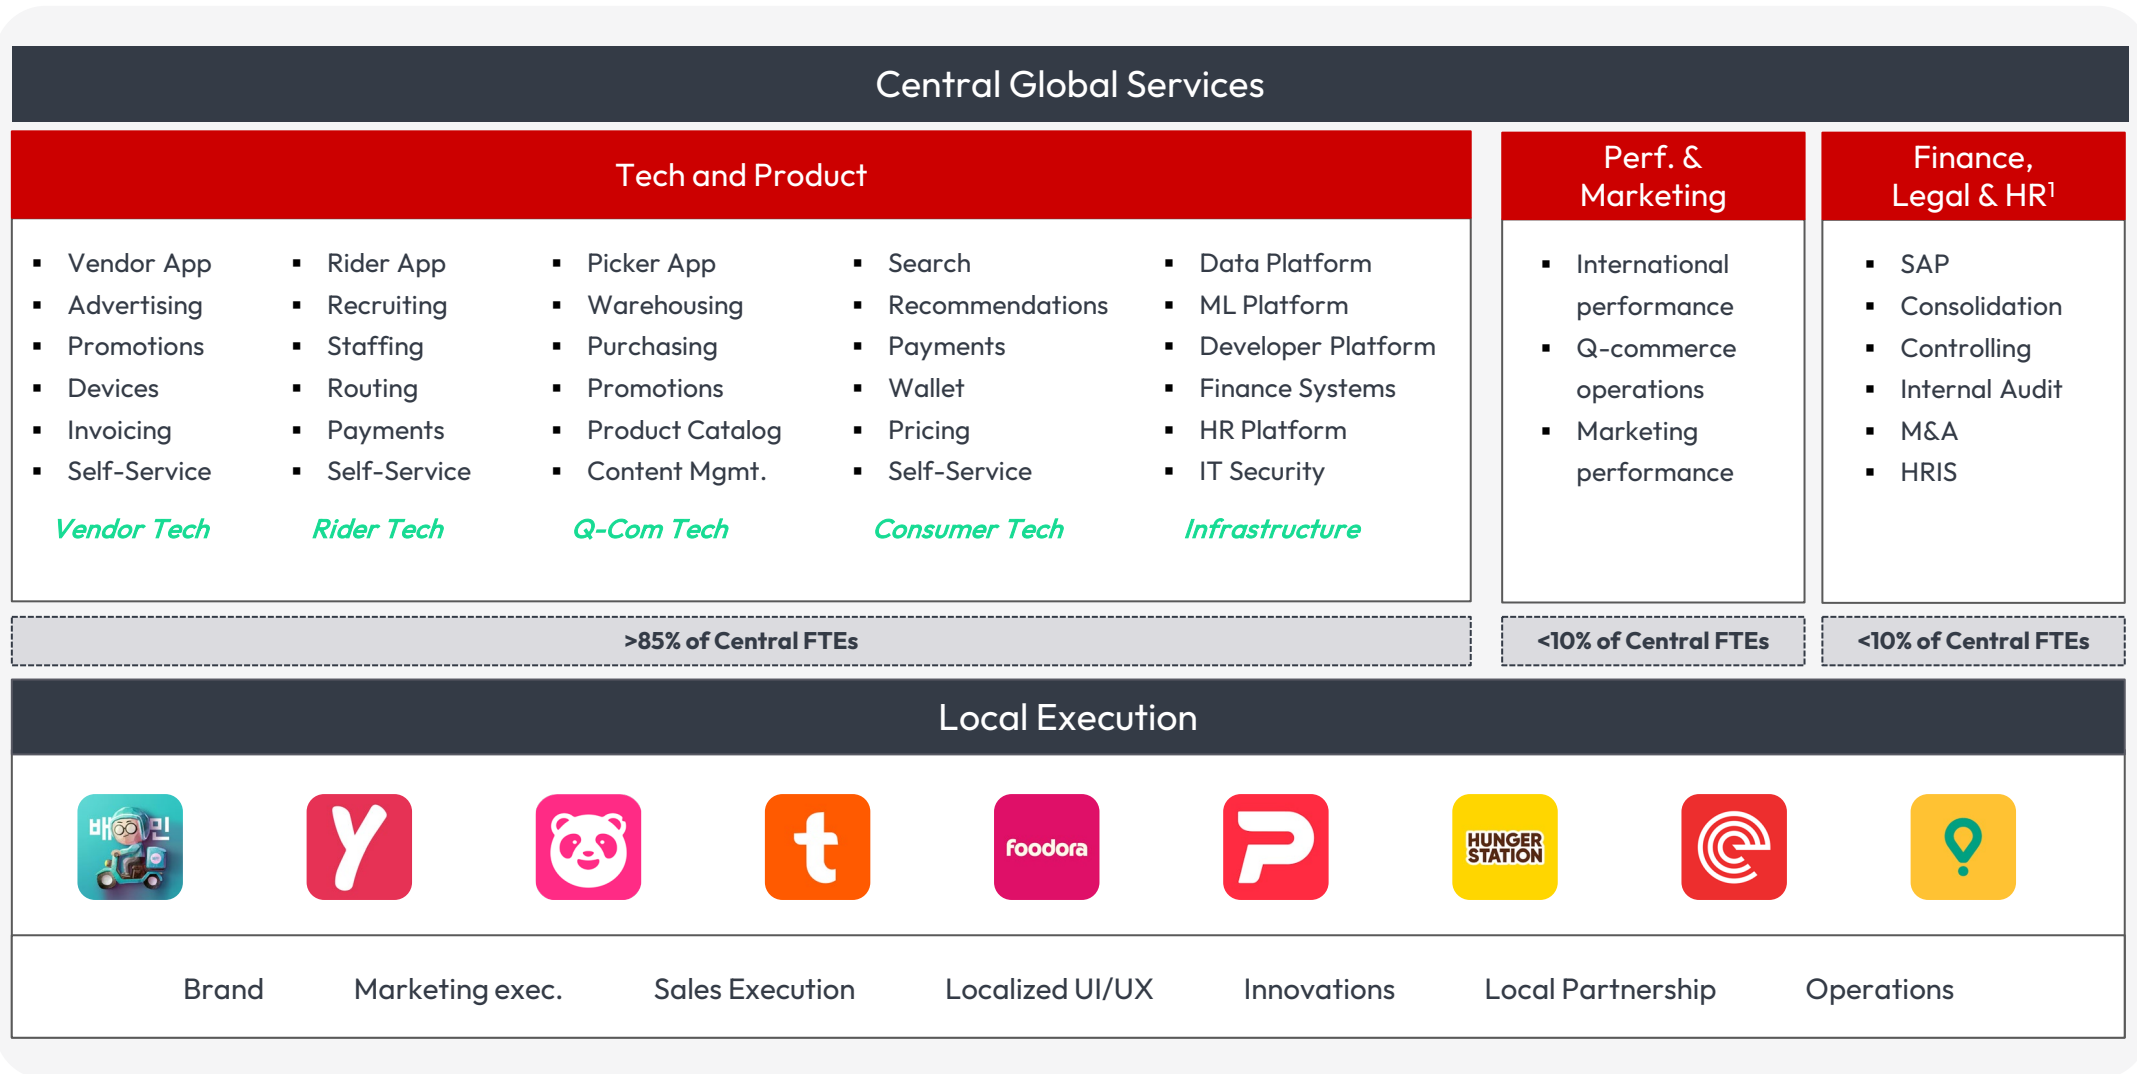 Central Global Services
Tech and Product
Perf. &
Marketing
Finance,
Legal & HR¹
▪ Vendor App
▪ Advertising
▪ Promotions
▪ Devices
▪ Invoicing
▪ Self-Service
Vendor Tech
▪ Rider App
▪ Recruiting
▪ Staffing
▪ Routing
▪ Payments
▪ Self-Service
Rider Tech
▪ Picker App
▪ Warehousing
▪ Purchasing
▪ Promotions
▪ Product Catalog
▪ Content Mgmt.
Q-Com Tech
▪ Search
▪ Recommendations
▪ Payments
▪ Wallet
▪ Pricing
▪ Self-Service
Consumer Tech
▪ Data Platform
▪ ML Platform
▪ Developer Platform
▪ Finance Systems
▪ HR Platform
▪ IT Security
Infrastructure
▪ International
performance
▪ Q-commerce
operations
▪ Marketing
performance
▪ SAP
▪ Consolidation
▪ Controlling
▪ Internal Audit
▪ M&A
▪ HRIS
>85% of Central FTEs
<10% of Central FTEs
<10% of Central FTEs
Local Execution
배민
Y
t
foodora
P
HUNGER
STATION
e
Brand
Marketing exec.
Sales Execution
Localized UI/UX
Innovations
Local Partnership
Operations